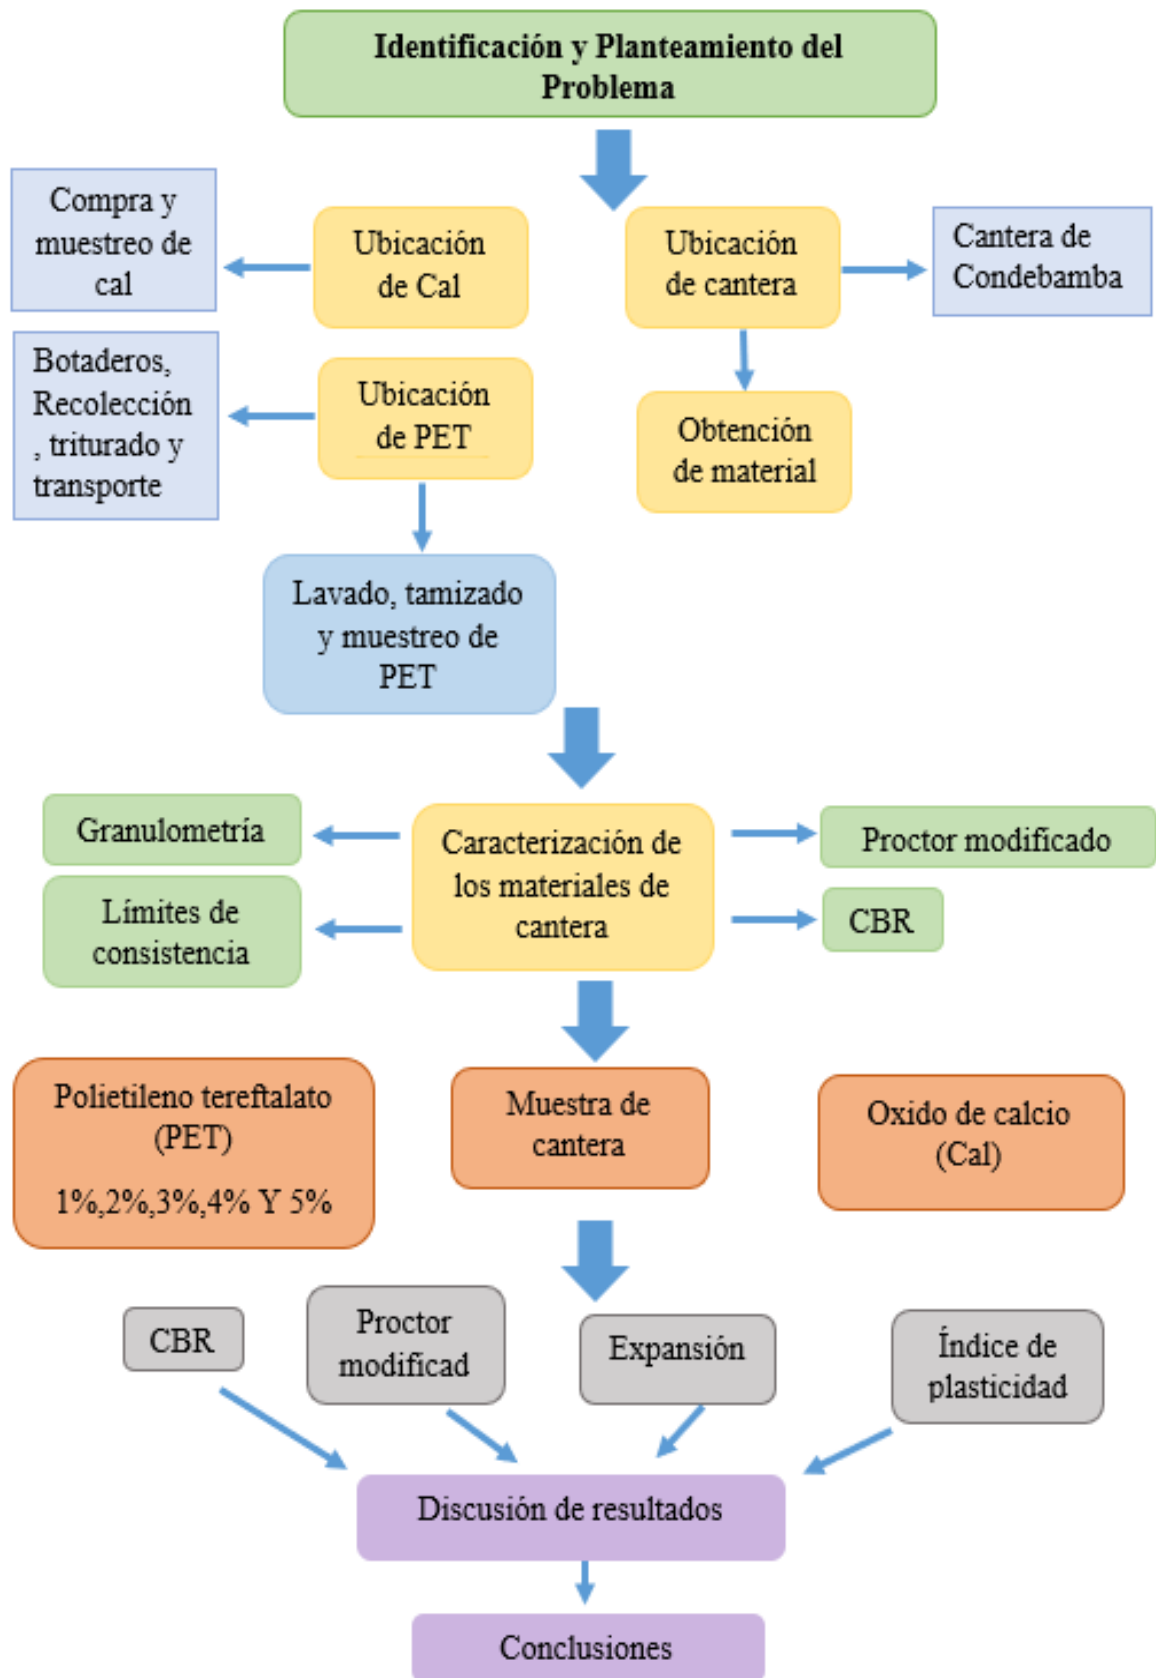 Identificación y Planteamiento del
Problema
Compra y
muestreo de
cal
Ubicación
de Cal
Ubicación
de cantera
Cantera de
Condebamba
Botaderos,
Recolección
, triturado y
transporte
Ubicación
de PET
Obtención
de material
Lavado, tamizado
y muestreo de
PET
Granulometría
Caracterización de
los materiales de
cantera
Proctor modificado
Límites de
consistencia
CBR
Polietileno tereftalato
(PET)
1%,2%,3%,4% Y 5%
Muestra de
cantera
Oxido de calcio
(Cal)
CBR
Proctor
modificad
Expansión
Índice de
plasticidad
Discusión de resultados
Conclusiones